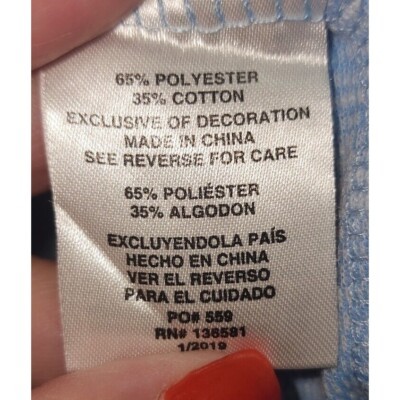 65% POLYESTER
35% COTTON
EXCLUSIVE OF DECORATION
MADE IN CHINA
SEE REVERSE FOR CARE
65% POLIÉSTER
35% ALGODON
EXCLUYENDOLA PAÍS
HECHO EN CHINA
VER EL REVERSO
PARA EL CUIDADO
PO# 559
RN# 136581
1/2019